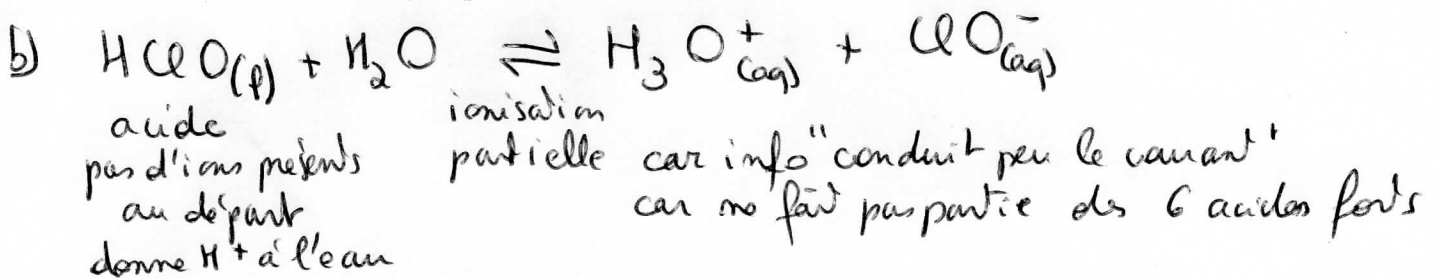 b) HClO(l) + H₂O ⇌ H₃O⁺(aq) + ClO⁻(aq)
acide ionisation
pas d'ions présents partielle car info "conduit peu le courant"
au départ car ne fait pas partie des 6 acides forts
donne H⁺ à l'eau